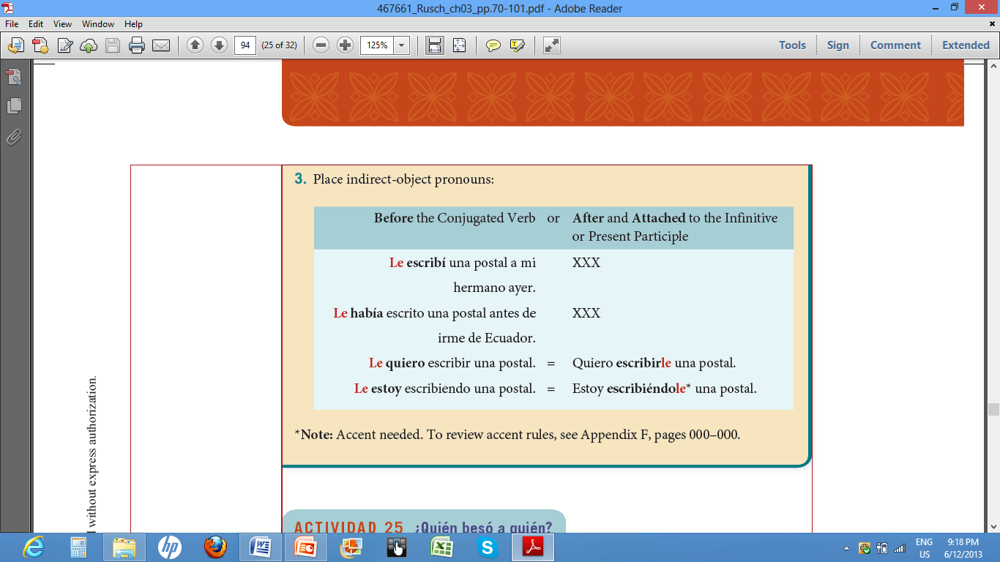 467661_Rusch_ch03_pp.70-101.pdf - Adobe Reader
File Edit View Window Help
94 (25 of 32) 125% Tools Sign Comment Extended
3. Place indirect-object pronouns:
Before the Conjugated Verb or After and Attached to the Infinitive
or Present Participle
Le escribí una postal a mi XXX
hermano ayer.
Le había escrito una postal antes de XXX
irme de Ecuador.
Le quiero escribir una postal. = Quiero escribirle una postal.
Le estoy escribiendo una postal. = Estoy escribiéndole* una postal.
*Note: Accent needed. To review accent rules, see Appendix F, pages 000–000.
d without express authorization.
ACTIVIDAD 25 ¿Quién besó a quién?
ENG 9:18 PM
US 6/12/2013